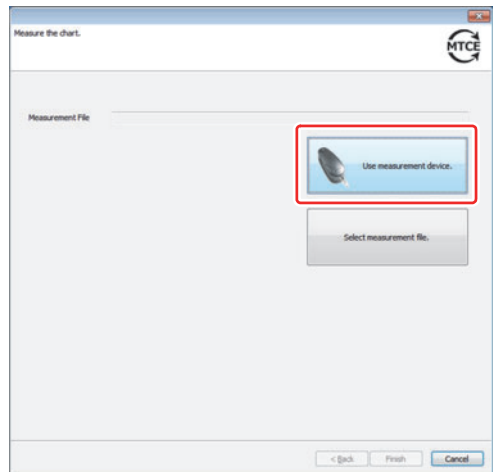 Measure the chart.
MTCE
Measurement File
Use measurement device.
Select measurement file.
< Back Finish Cancel